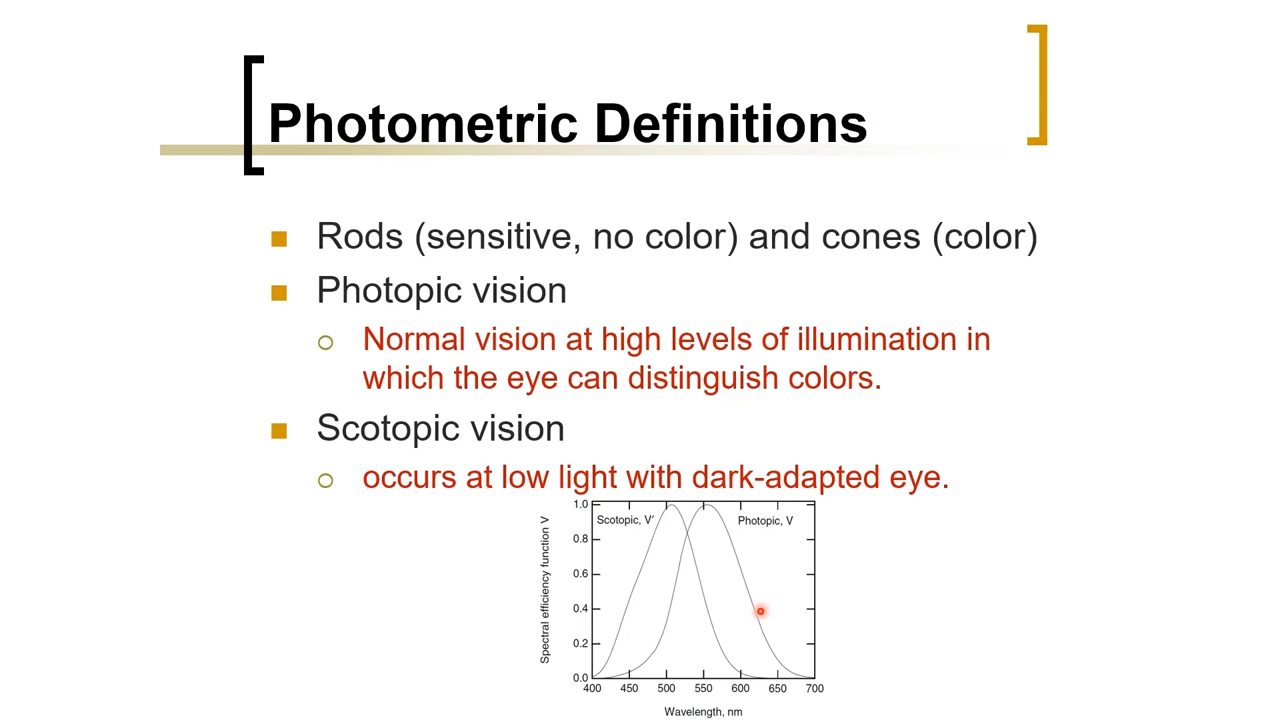 Photometric Definitions
Rods (sensitive, no color) and cones (color)
Photopic vision
Normal vision at high levels of illumination in
which the eye can distinguish colors.
Scotopic vision
occurs at low light with dark-adapted eye.
Spectral efficiency function V
1.0
0.8
0.6
0.4
0.2
0.0
Scotopic, V′
Photopic, V
400 450 500 550 600 650 700
Wavelength, nm